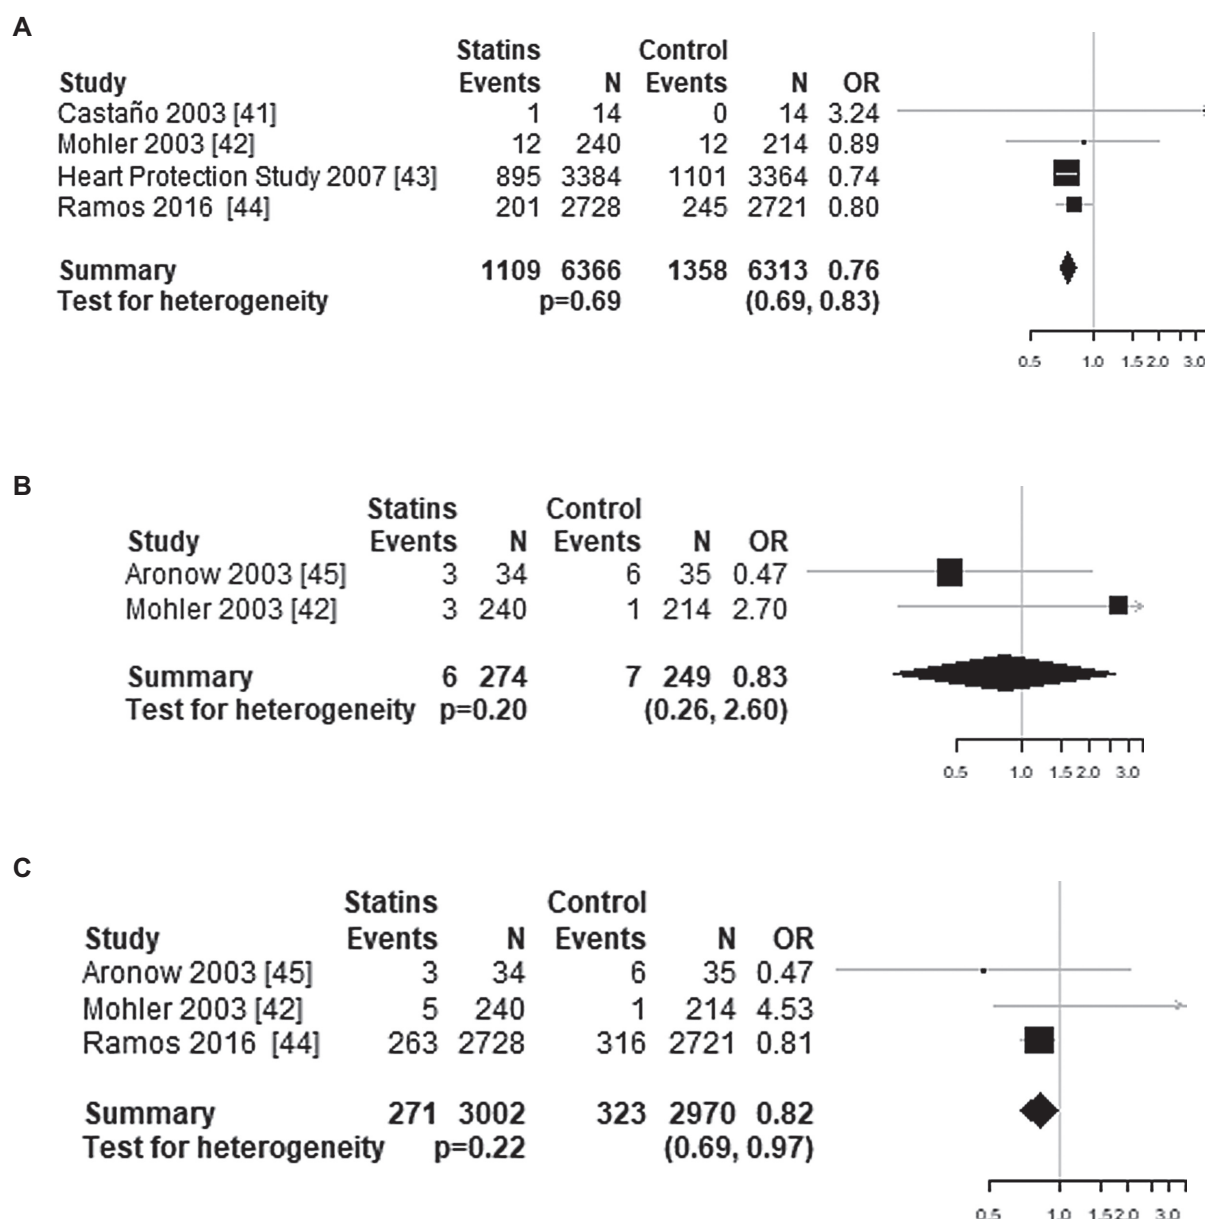 A
Statins Control
Study Events N Events N OR
Castaño 2003 [41] 1 14 0 14 3.24
Mohler 2003 [42] 12 240 12 214 0.89
Heart Protection Study 2007 [43] 895 3384 1101 3364 0.74
Ramos 2016 [44] 201 2728 245 2721 0.80
Summary 1109 6366 1358 6313 0.76
Test for heterogeneity p=0.69 (0.69, 0.83)
0.5 1.0 1.5 2.0 3.0
B
Statins Control
Study Events N Events N OR
Aronow 2003 [45] 3 34 6 35 0.47
Mohler 2003 [42] 3 240 1 214 2.70
Summary 6 274 7 249 0.83
Test for heterogeneity p=0.20 (0.26, 2.60)
0.5 1.0 1.5 2.0 3.0
C
Statins Control
Study Events N Events N OR
Aronow 2003 [45] 3 34 6 35 0.47
Mohler 2003 [42] 5 240 1 214 4.53
Ramos 2016 [44] 263 2728 316 2721 0.81
Summary 271 3002 323 2970 0.82
Test for heterogeneity p=0.22 (0.69, 0.97)
0.5 1.0 1.5 2.0 3.0